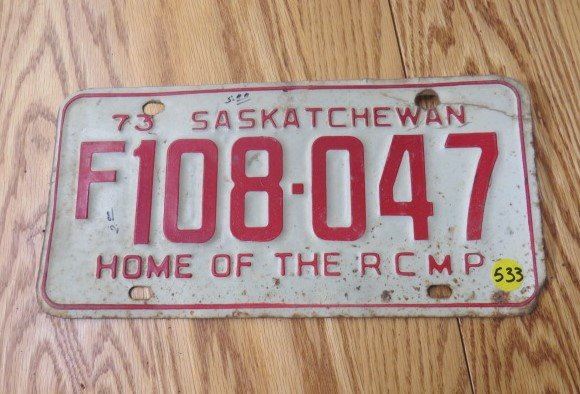 73 SASKATCHEWAN
F108·047
HOME OF THE RCMP
533